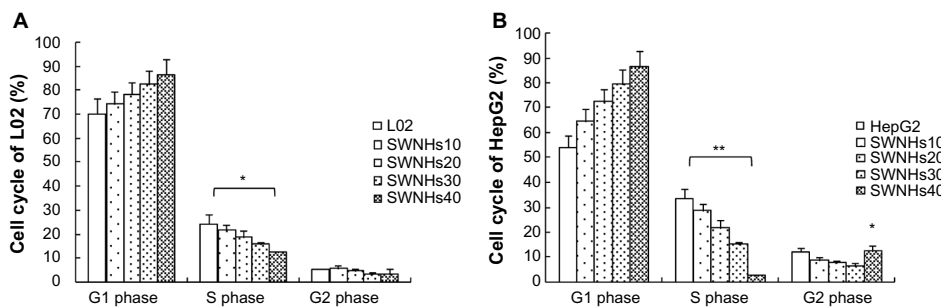 A
Cell cycle of L02 (%)
100
90
80
70
60
50
40
30
20
10
0
G1 phase
S phase
G2 phase
*
L02
SWNHs10
SWNHs20
SWNHs30
SWNHs40
B
Cell cycle of HepG2 (%)
100
90
80
70
60
50
40
30
20
10
0
G1 phase
S phase
G2 phase
**
*
HepG2
SWNHs10
SWNHs20
SWNHs30
SWNHs40